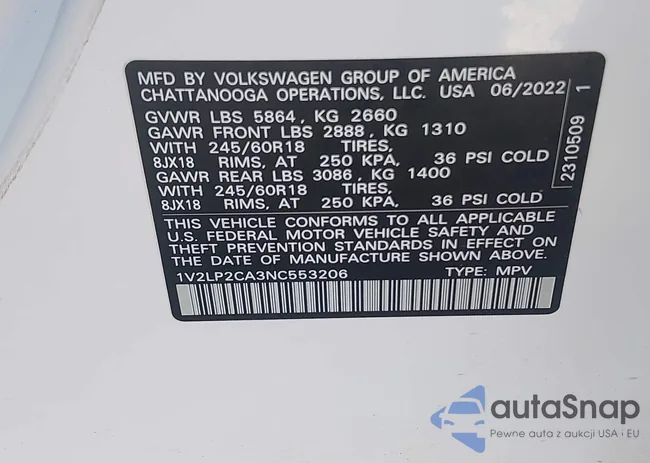 MFD BY VOLKSWAGEN GROUP OF AMERICA
CHATTANOOGA OPERATIONS, LLC. USA 06/2022
GVWR LBS 5864, KG 2660
GAWR FRONT LBS 2888, KG 1310
WITH 245/60R18 TIRES,
8JX18 RIMS, AT 250 KPA, 36 PSI COLD
GAWR REAR LBS 3086, KG 1400
WITH 245/60R18 TIRES,
8JX18 RIMS, AT 250 KPA, 36 PSI COLD
THIS VEHICLE CONFORMS TO ALL APPLICABLE
U.S. FEDERAL MOTOR VEHICLE SAFETY AND
THEFT PREVENTION STANDARDS IN EFFECT ON
THE DATE OF MANUFACTURE SHOWN ABOVE.
1V2LP2CA3NC553206 TYPE: MPV
2310509 1
autaSnap
Pewne auta z aukcji USA i EU